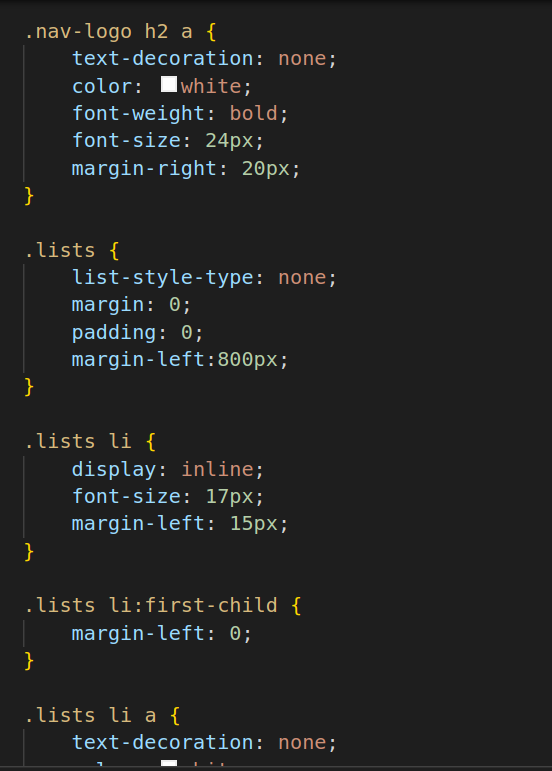 .nav-logo h2 a {
text-decoration: none;
color: white;
font-weight: bold;
font-size: 24px;
margin-right: 20px;
}
.lists {
list-style-type: none;
margin: 0;
padding: 0;
margin-left:800px;
}
.lists li {
display: inline;
font-size: 17px;
margin-left: 15px;
}
.lists li:first-child {
margin-left: 0;
}
.lists li a {
text-decoration: none;